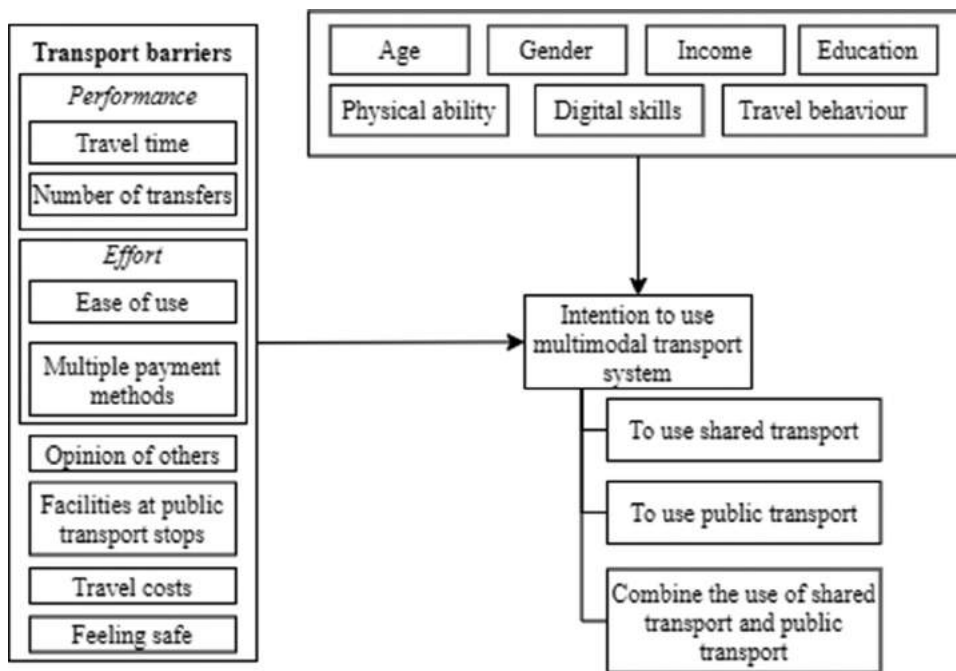 Transport barriers
Performance
Travel time
Number of transfers
Effort
Ease of use
Multiple payment
methods
Opinion of others
Facilities at public
transport stops
Travel costs
Feeling safe
Age
Gender
Income
Education
Physical ability
Digital skills
Travel behaviour
Intention to use
multimodal transport
system
To use shared transport
To use public transport
Combine the use of shared
transport and public
transport